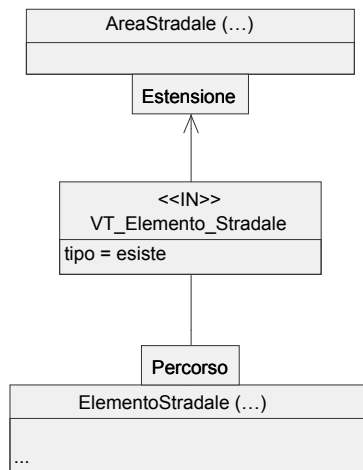 AreaStradale (...)
Estensione
<<IN>>
VT_Elemento_Stradale
tipo = esiste
Percorso
ElementoStradale (...)
...